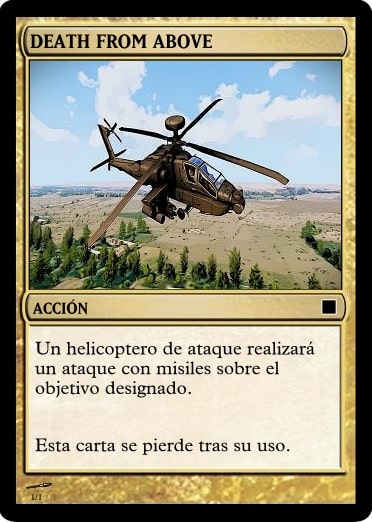 DEATH FROM ABOVE
ACCIÓN
Un helicoptero de ataque realizará
un ataque con misiles sobre el
objetivo designado.
Esta carta se pierde tras su uso.
1/1